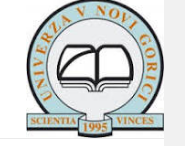 UNIVERZA V NOVI GORICI
SCIENTIA VINCES
1995